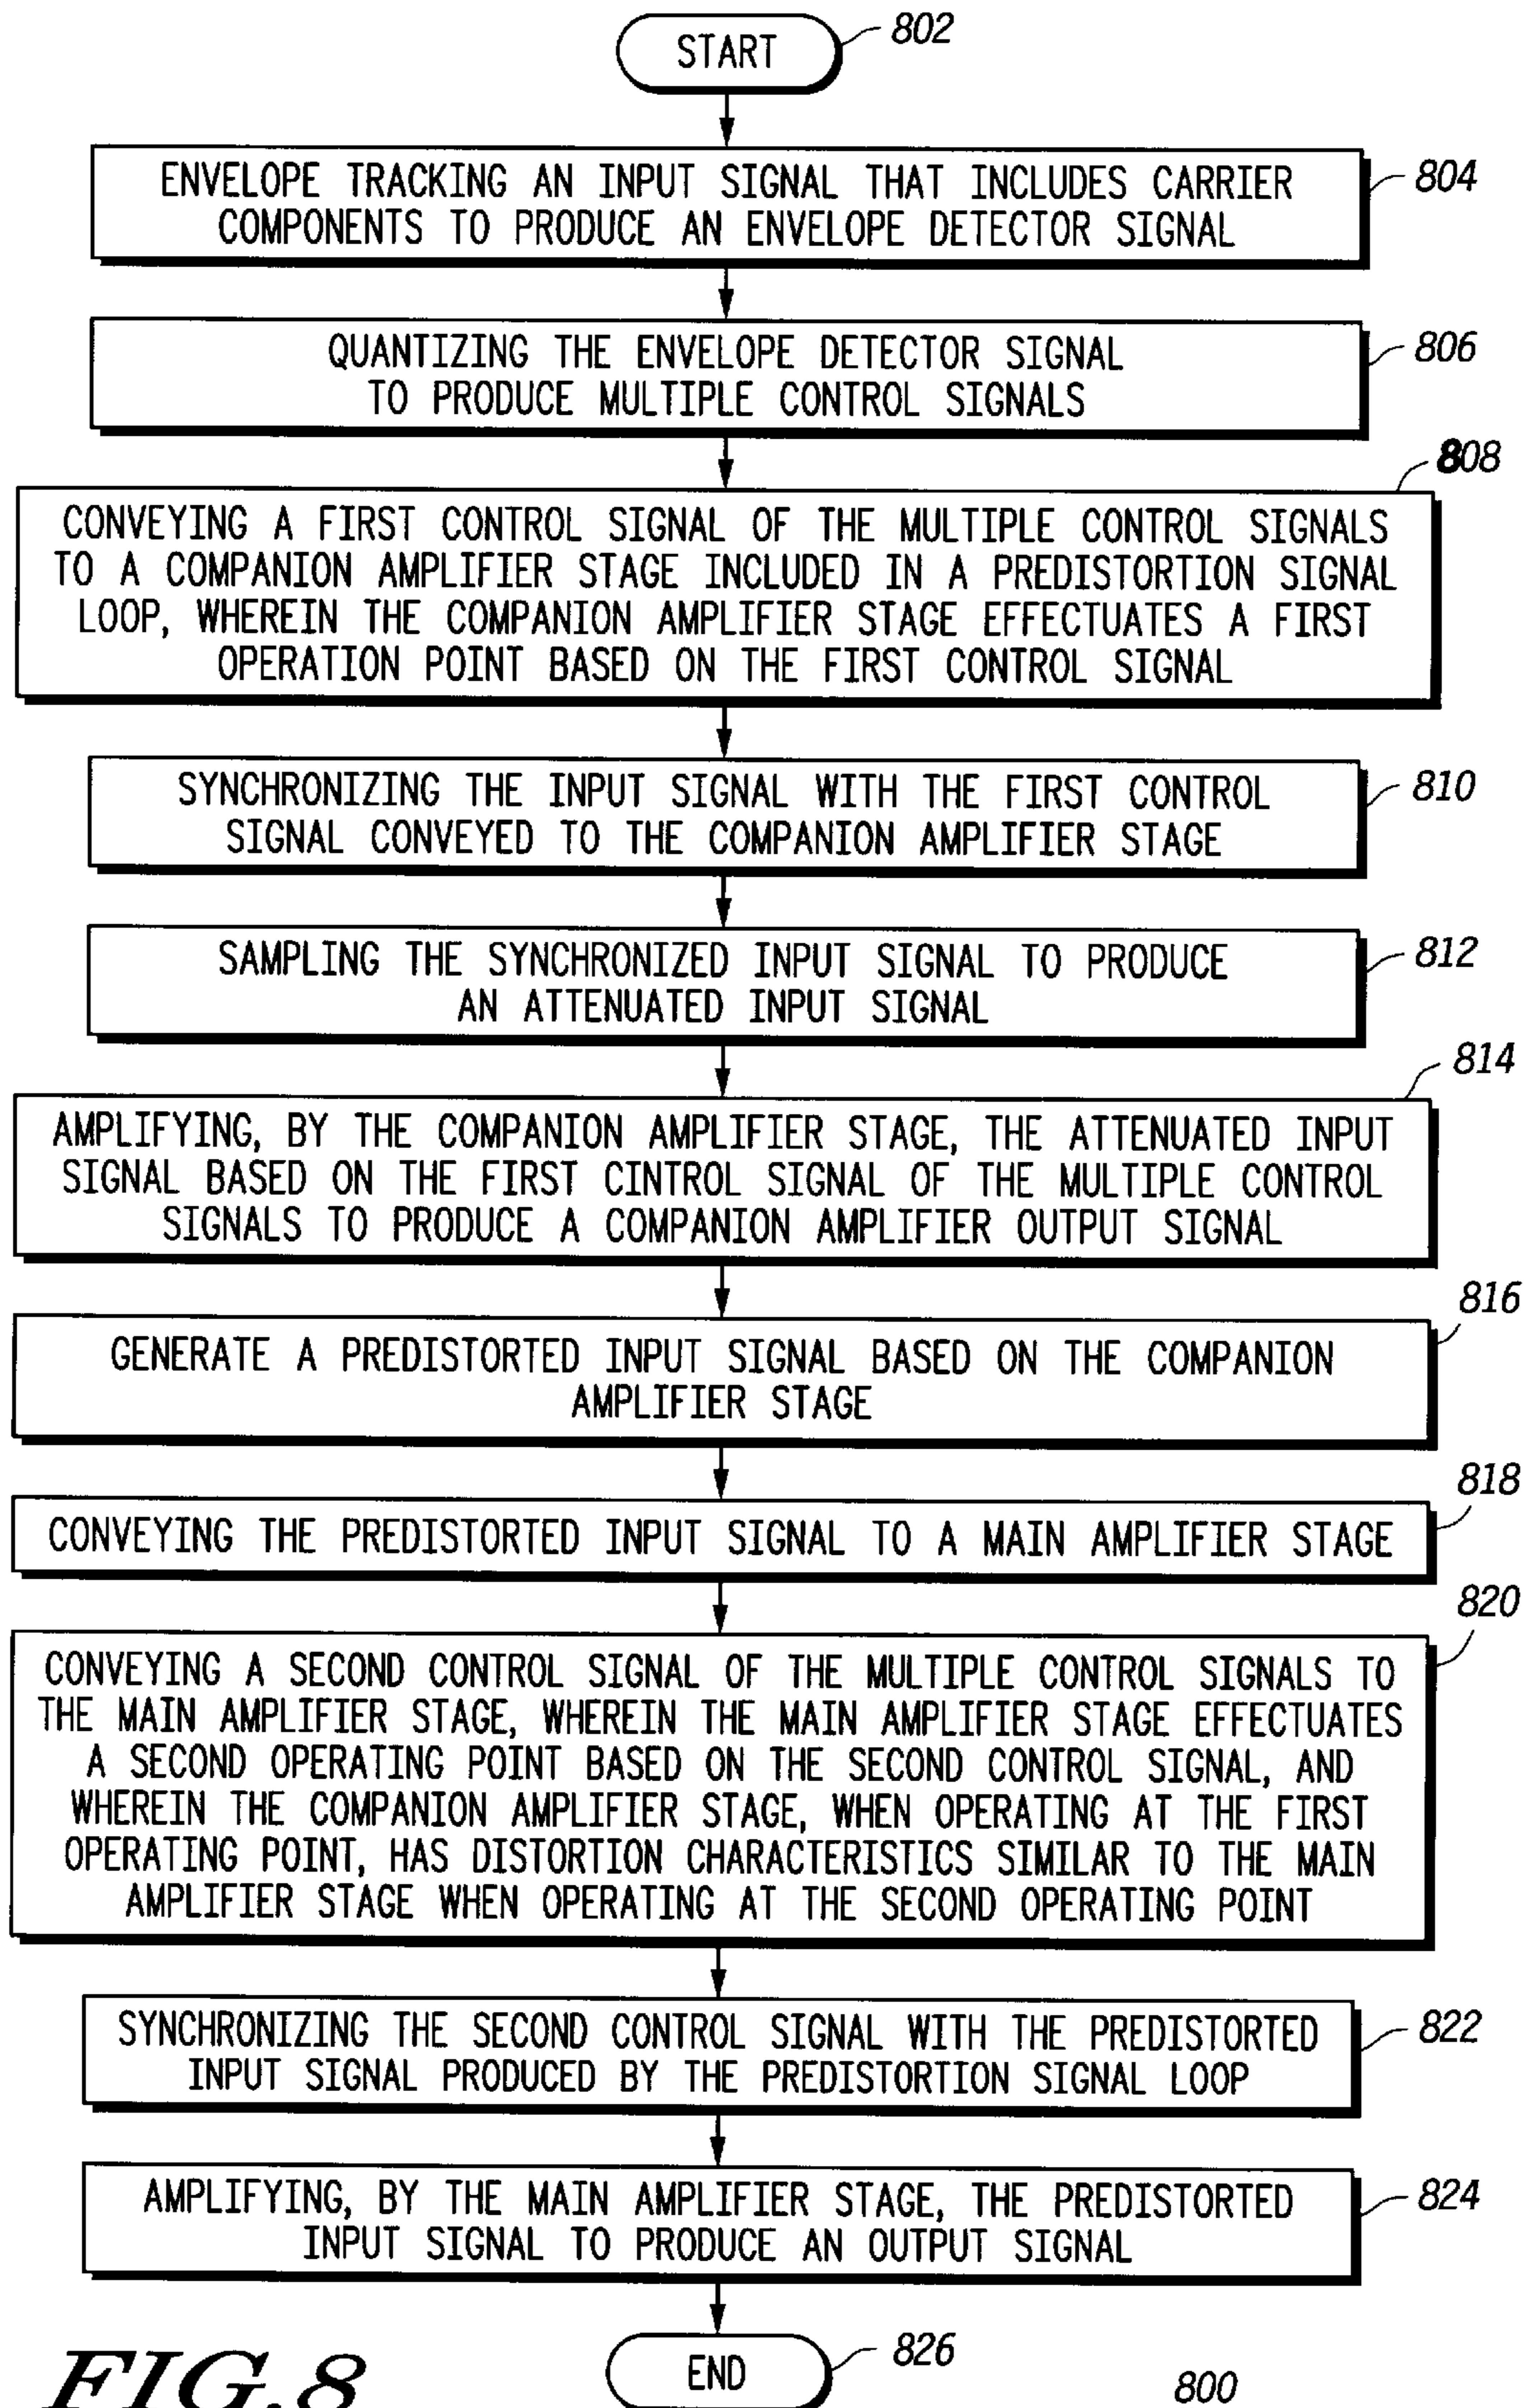 START
802
ENVELOPE TRACKING AN INPUT SIGNAL THAT INCLUDES CARRIER
COMPONENTS TO PRODUCE AN ENVELOPE DETECTOR SIGNAL
804
QUANTIZING THE ENVELOPE DETECTOR SIGNAL
TO PRODUCE MULTIPLE CONTROL SIGNALS
806
808
CONVEYING A FIRST CONTROL SIGNAL OF THE MULTIPLE CONTROL SIGNALS
TO A COMPANION AMPLIFIER STAGE INCLUDED IN A PREDISTORTION SIGNAL
LOOP, WHEREIN THE COMPANION AMPLIFIER STAGE EFFECTUATES A FIRST
OPERATION POINT BASED ON THE FIRST CONTROL SIGNAL
SYNCHRONIZING THE INPUT SIGNAL WITH THE FIRST CONTROL
SIGNAL CONVEYED TO THE COMPANION AMPLIFIER STAGE
810
SAMPLING THE SYNCHRONIZED INPUT SIGNAL TO PRODUCE
AN ATTENUATED INPUT SIGNAL
812
814
AMPLIFYING, BY THE COMPANION AMPLIFIER STAGE, THE ATTENUATED INPUT
SIGNAL BASED ON THE FIRST CINTROL SIGNAL OF THE MULTIPLE CONTROL
SIGNALS TO PRODUCE A COMPANION AMPLIFIER OUTPUT SIGNAL
816
GENERATE A PREDISTORTED INPUT SIGNAL BASED ON THE COMPANION
AMPLIFIER STAGE
818
CONVEYING THE PREDISTORTED INPUT SIGNAL TO A MAIN AMPLIFIER STAGE
820
CONVEYING A SECOND CONTROL SIGNAL OF THE MULTIPLE CONTROL SIGNALS TO
THE MAIN AMPLIFIER STAGE, WHEREIN THE MAIN AMPLIFIER STAGE EFFECTUATES
A SECOND OPERATING POINT BASED ON THE SECOND CONTROL SIGNAL, AND
WHEREIN THE COMPANION AMPLIFIER STAGE, WHEN OPERATING AT THE FIRST
OPERATING POINT, HAS DISTORTION CHARACTERISTICS SIMILAR TO THE MAIN
AMPLIFIER STAGE WHEN OPERATING AT THE SECOND OPERATING POINT
SYNCHRONIZING THE SECOND CONTROL SIGNAL WITH THE PREDISTORTED
INPUT SIGNAL PRODUCED BY THE PREDISTORTION SIGNAL LOOP
822
AMPLIFYING, BY THE MAIN AMPLIFIER STAGE, THE PREDISTORTED
INPUT SIGNAL TO PRODUCE AN OUTPUT SIGNAL
824
END
826
FIG.8
800